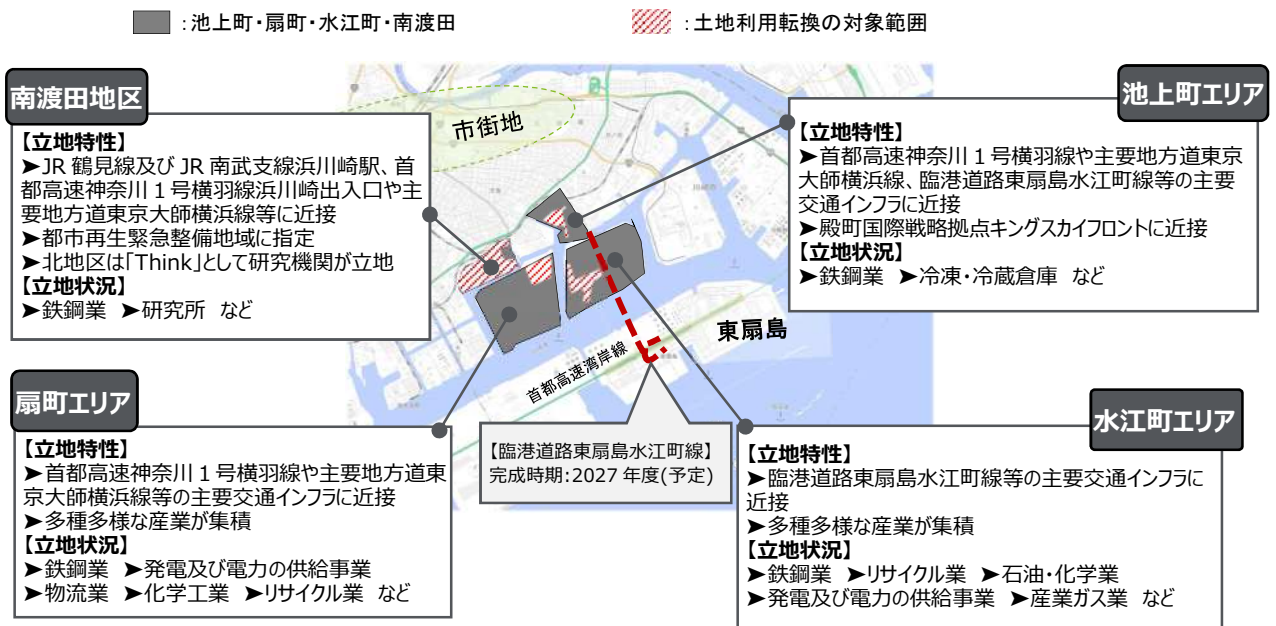 ：池上町・扇町・水江町・南渡田
：土地利用転換の対象範囲
南渡田地区
【立地特性】
➤JR 鶴見線及び JR 南武支線浜川崎駅、首
都高速神奈川１号横羽線浜川崎出入口や主
要地方道東京大師横浜線等に近接
➤都市再生緊急整備地域に指定
➤北地区は「Think」として研究機関が立地
【立地状況】
➤鉄鋼業 ➤研究所 など
池上町エリア
【立地特性】
➤首都高速神奈川１号横羽線や主要地方道東京
大師横浜線、臨港道路東扇島水江町線等の主要
交通インフラに近接
➤殿町国際戦略拠点キングスカイフロントに近接
【立地状況】
➤鉄鋼業 ➤冷凍・冷蔵倉庫 など
市街地
東扇島
首都高速湾岸線
扇町エリア
【立地特性】
➤首都高速神奈川１号横羽線や主要地方道東
京大師横浜線等の主要交通インフラに近接
➤多種多様な産業が集積
【立地状況】
➤鉄鋼業 ➤発電及び電力の供給事業
➤物流業 ➤化学工業 ➤リサイクル業 など
【臨港道路東扇島水江町線】
完成時期:2027 年度(予定)
水江町エリア
【立地特性】
➤臨港道路東扇島水江町線等の主要交通インフラに
近接
➤多種多様な産業が集積
【立地状況】
➤鉄鋼業 ➤リサイクル業 ➤石油・化学業
➤発電及び電力の供給事業 ➤産業ガス業 など